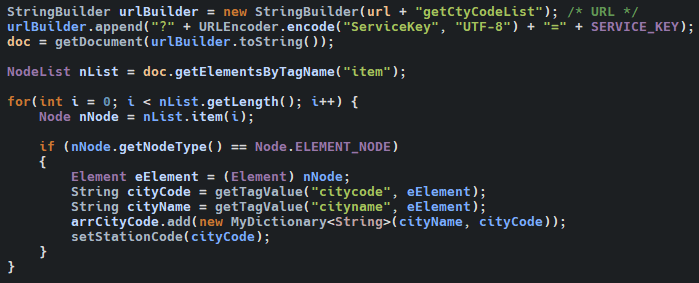 StringBuilder urlBuilder = new StringBuilder(url + "getCtyCodeList"); /* URL */
urlBuilder.append("?" + URLEncoder.encode("ServiceKey", "UTF-8") + "=" + SERVICE_KEY);
doc = getDocument(urlBuilder.toString());

NodeList nList = doc.getElementsByTagName("item");

for(int i = 0; i < nList.getLength(); i++) {
    Node nNode = nList.item(i);

    if (nNode.getNodeType() == Node.ELEMENT_NODE)
    {
        Element eElement = (Element) nNode;
        String cityCode = getTagValue("citycode", eElement);
        String cityName = getTagValue("cityname", eElement);
        arrCityCode.add(new MyDictionary<String>(cityName, cityCode));
        setStationCode(cityCode);
    }
}